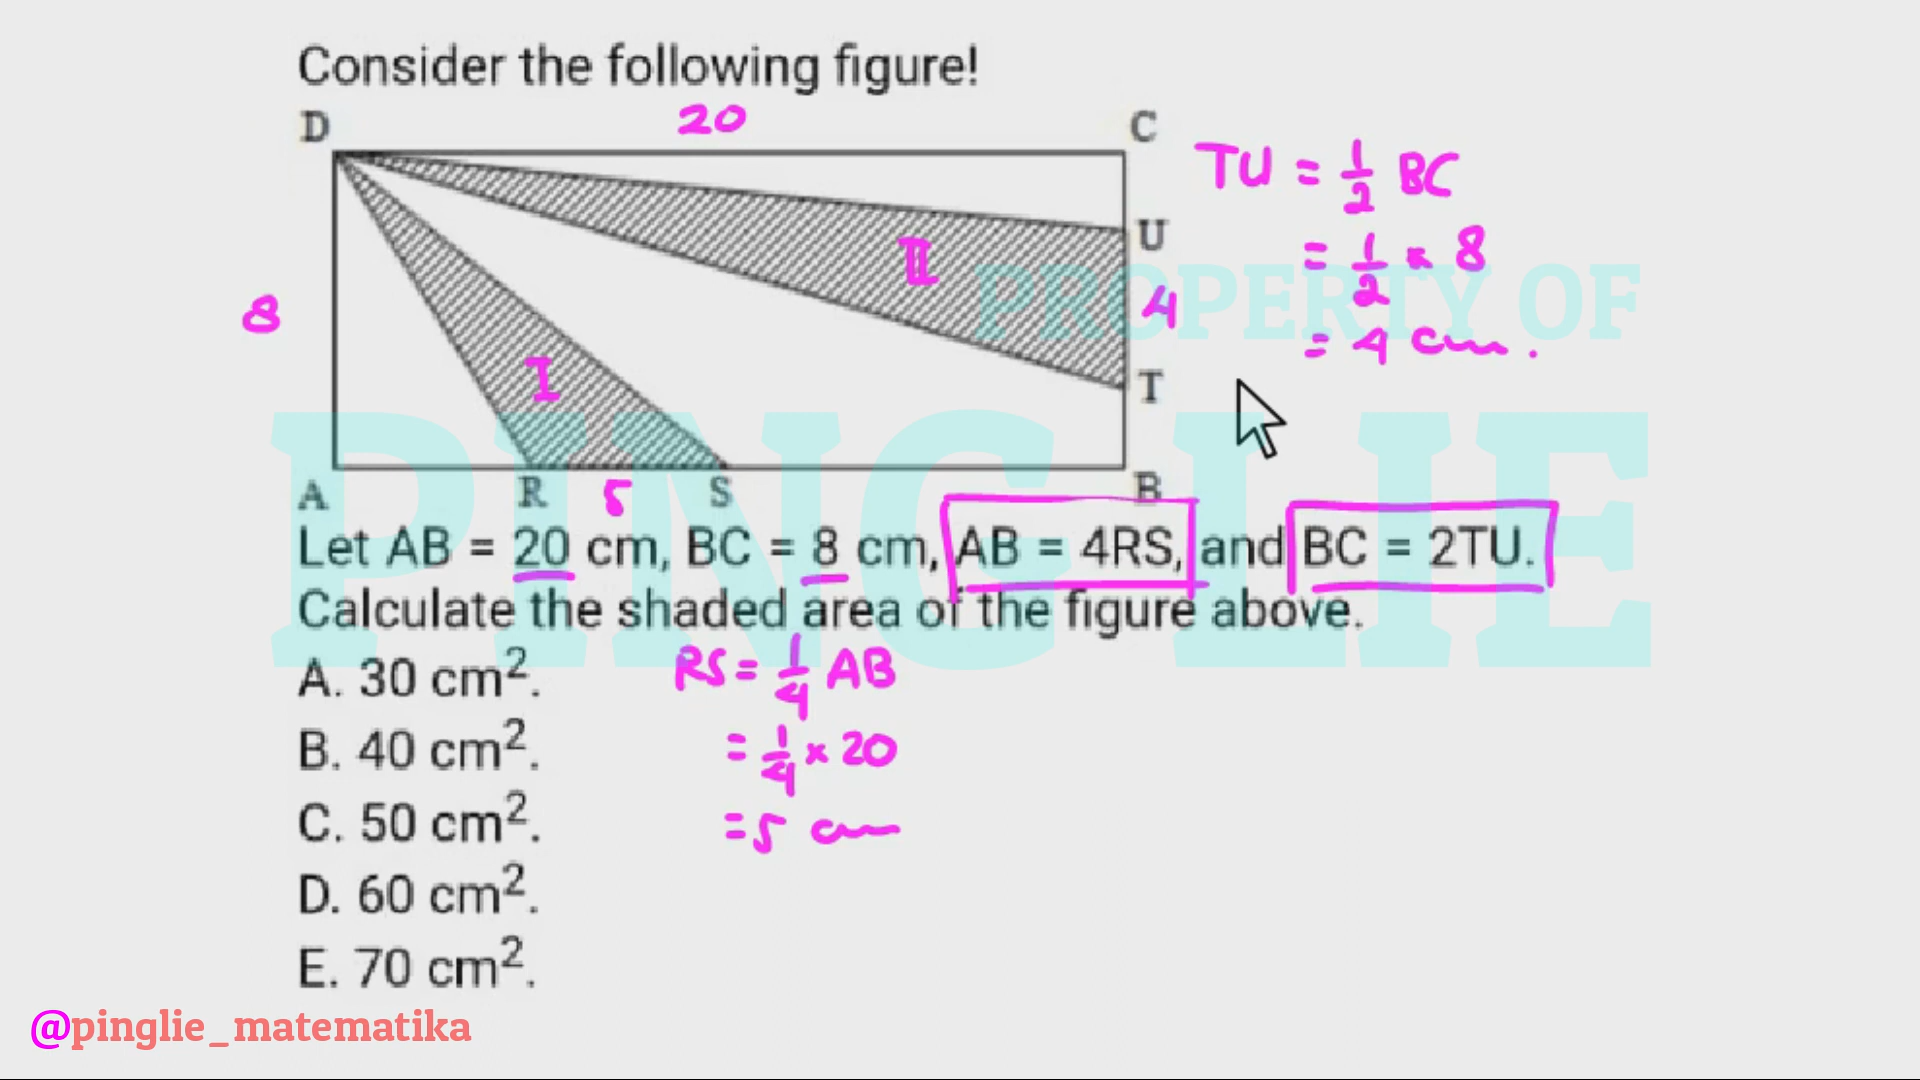 Consider the following figure!
D
20
C
TU = 1/2 BC
U
= 1/2 × 8
II
8
4
PROPERTY OF
= 4 cm.
I
T
PINGLIE
A
R
5
S
B
Let AB = 20 cm, BC = 8 cm, AB = 4RS, and BC = 2TU.
Calculate the shaded area of the figure above.
A. 30 cm².
RS = 1/4 AB
B. 40 cm².
= 1/4 × 20
C. 50 cm².
= 5 cm
D. 60 cm².
E. 70 cm².
@pinglie_matematika